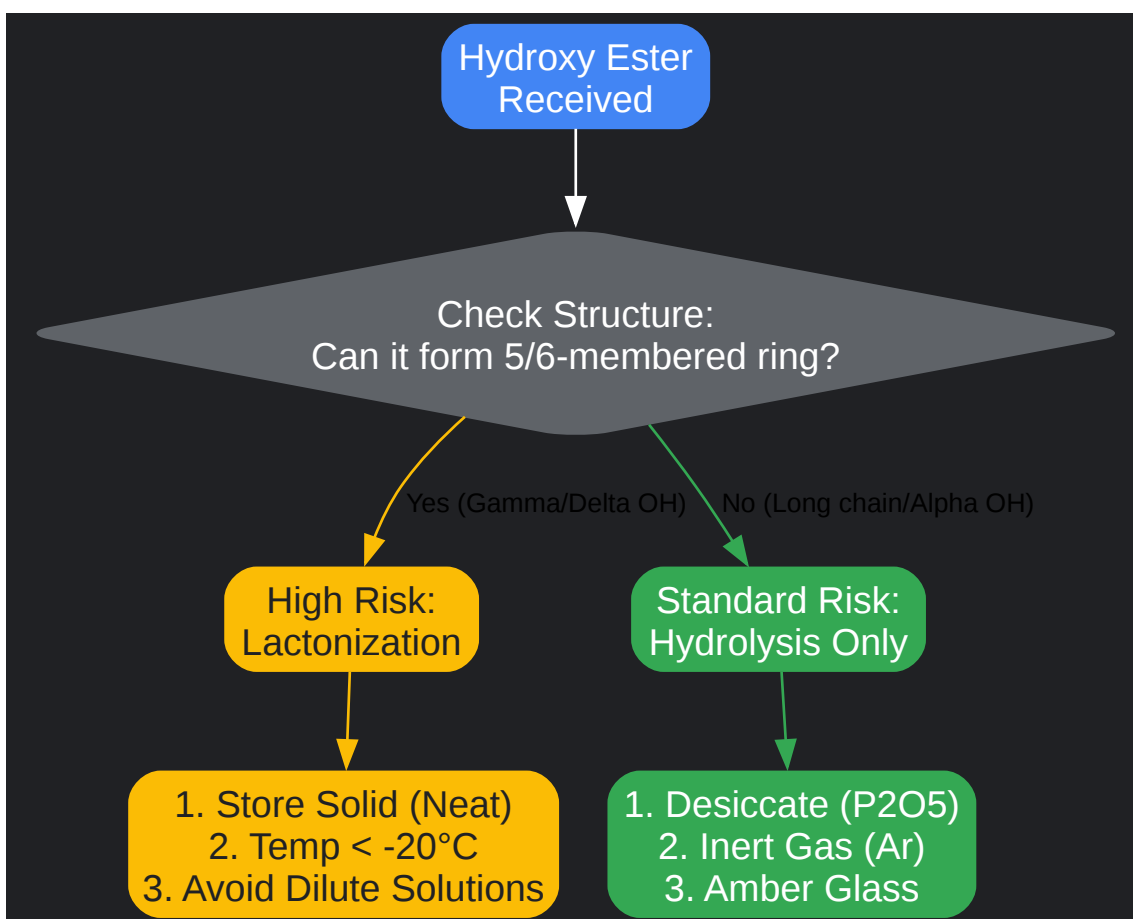 Hydroxy Ester
Received
Check Structure:
Can it form 5/6-membered ring?
Yes (Gamma/Delta OH)
No (Long chain/Alpha OH)
High Risk:
Lactonization
Standard Risk:
Hydrolysis Only
1. Store Solid (Neat)
2. Temp < -20°C
3. Avoid Dilute Solutions
1. Desiccate (P2O5)
2. Inert Gas (Ar)
3. Amber Glass